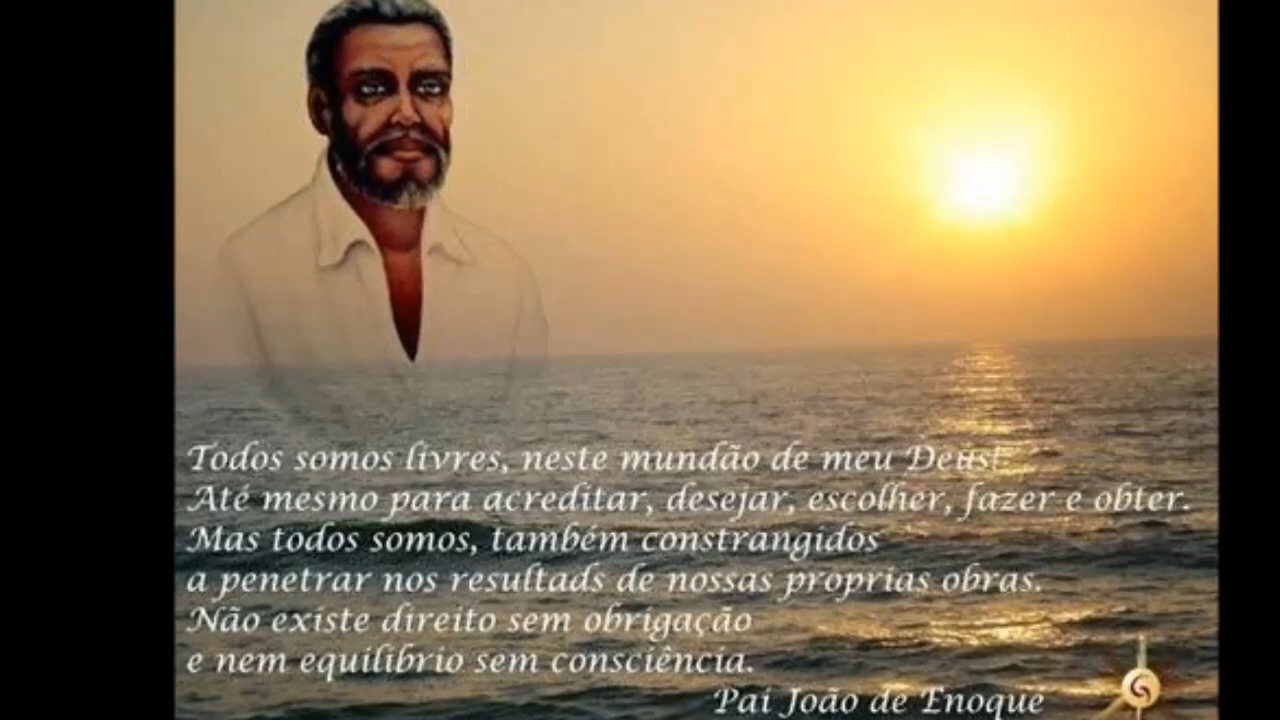 Todos somos livres, neste mundão de meu Deus!
Até mesmo para acreditar, desejar, escolher, fazer e obter.
Mas todos somos, também constrangidos
a penetrar nos resultads de nossas proprias obras.
Não existe direito sem obrigação
e nem equilibrio sem consciência.
Pai João de Enoque